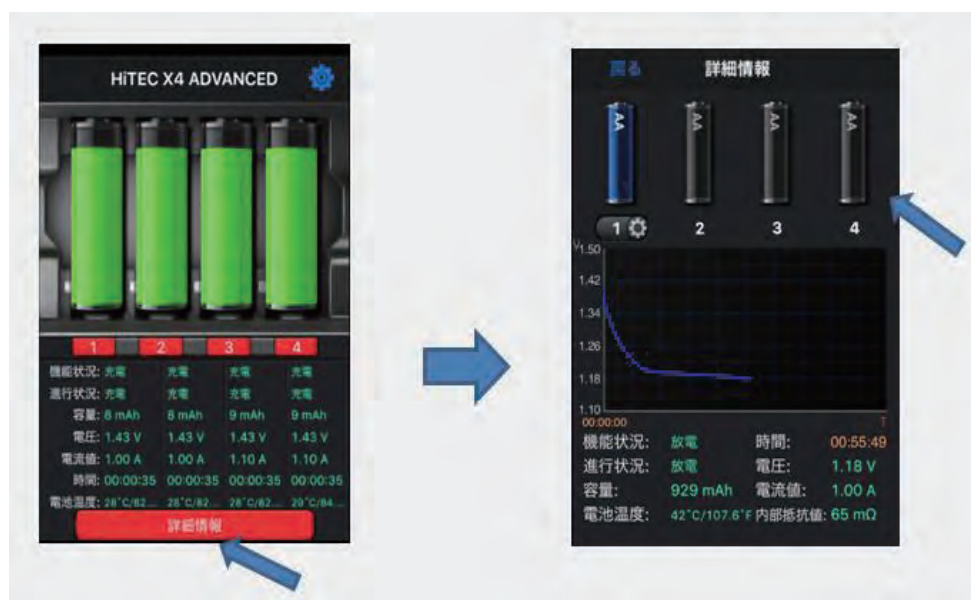 HiTEC X4 ADVANCED
1 2 3 4
機能状況: 充電 充電 充電 充電
進行状況: 充電 充電 充電 充電
容量: 8 mAh 8 mAh 9 mAh 9 mAh
電圧: 1.43 V 1.43 V 1.43 V 1.43 V
電流値: 1.00 A 1.00 A 1.10 A 1.10 A
時間: 00:00:35 00:00:35 00:00:35 00:00:35
電池温度: 28°C/82... 28°C/82... 28°C/82... 29°C/84...
詳細情報
戻る 詳細情報
AA AA AA AA
1 2 3 4
V
1.50
1.42
1.34
1.26
1.18
1.10
00:00:00 T
機能状況: 放電 時間: 00:55:49
進行状況: 放電 電圧: 1.18 V
容量: 929 mAh 電流値: 1.00 A
電池温度: 42°C/107.6°F 内部抵抗値: 65 mΩ